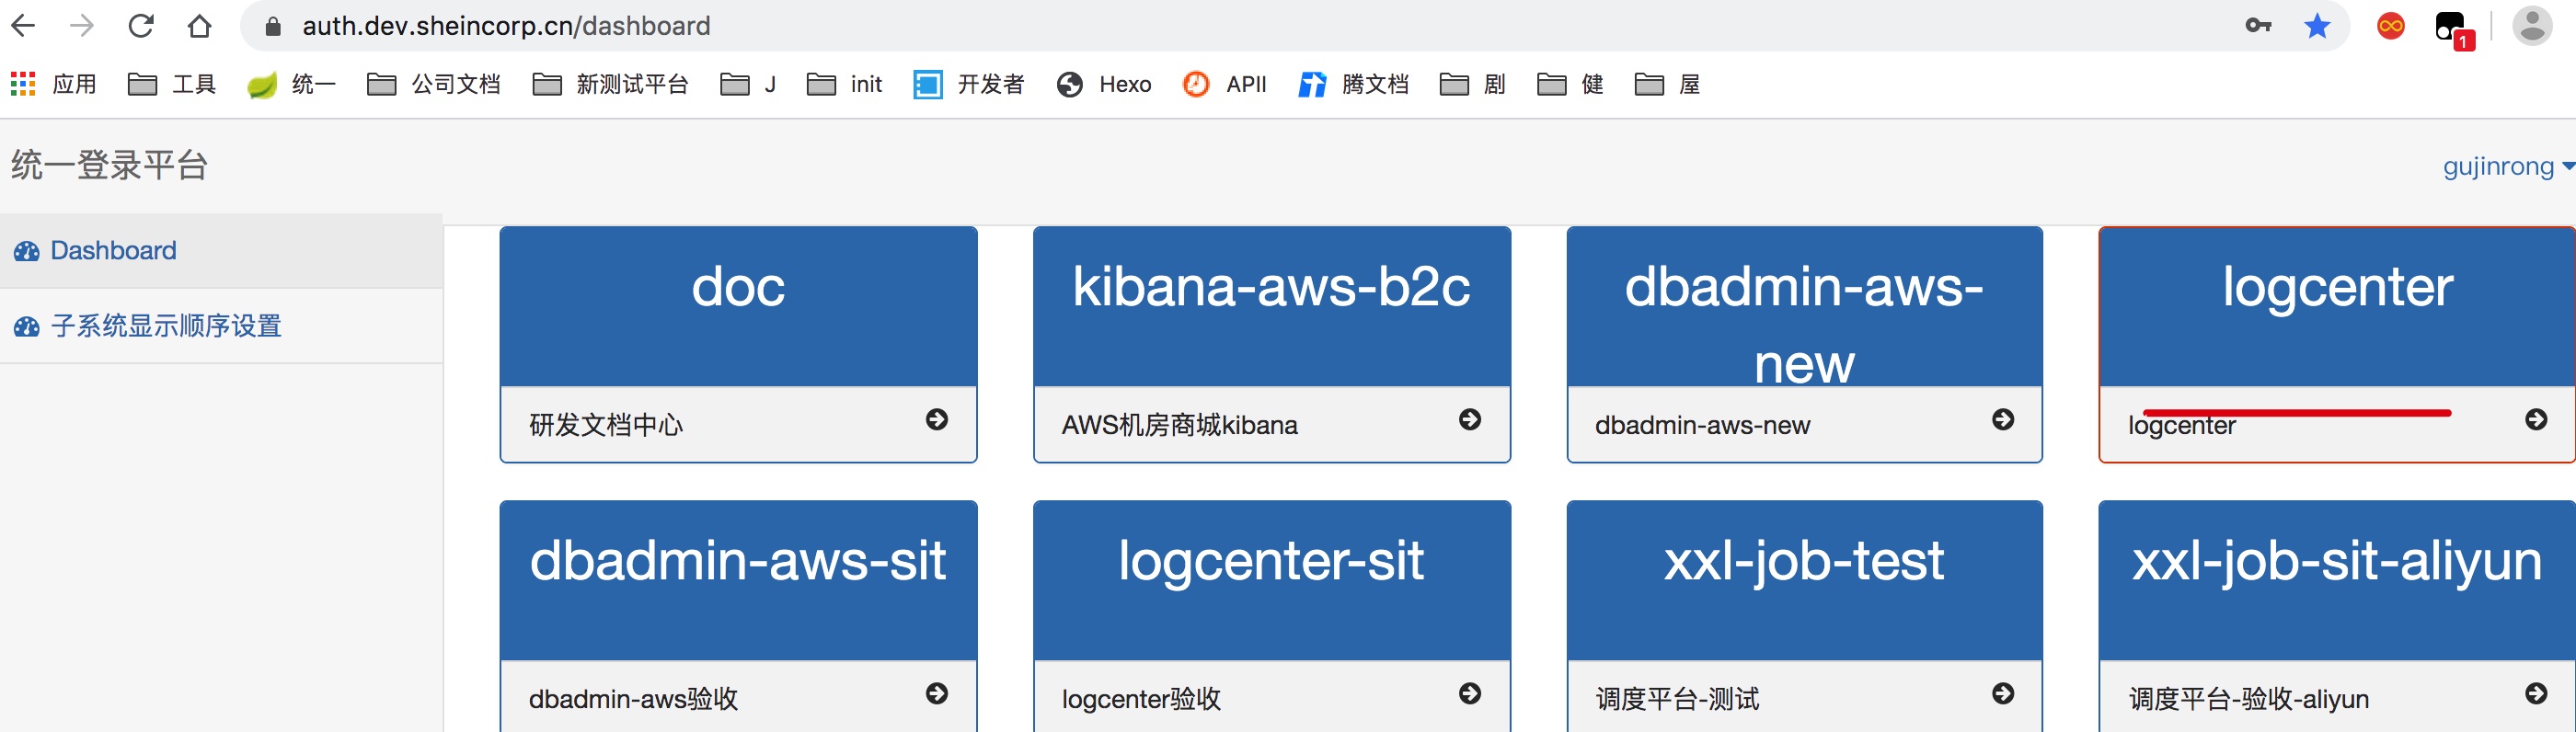 auth.dev.sheincorp.cn/dashboard
1
应用 工具 统一 公司文档 新测试平台 J init 开发者 Hexo APII 腾文档 剧 健 屋
统一登录平台
gujinrong
Dashboard
子系统显示顺序设置
doc
研发文档中心
kibana-aws-b2c
AWS机房商城kibana
dbadmin-aws-
new
dbadmin-aws-new
logcenter
logcenter
dbadmin-aws-sit
dbadmin-aws验收
logcenter-sit
logcenter验收
xxl-job-test
调度平台-测试
xxl-job-sit-aliyun
调度平台-验收-aliyun